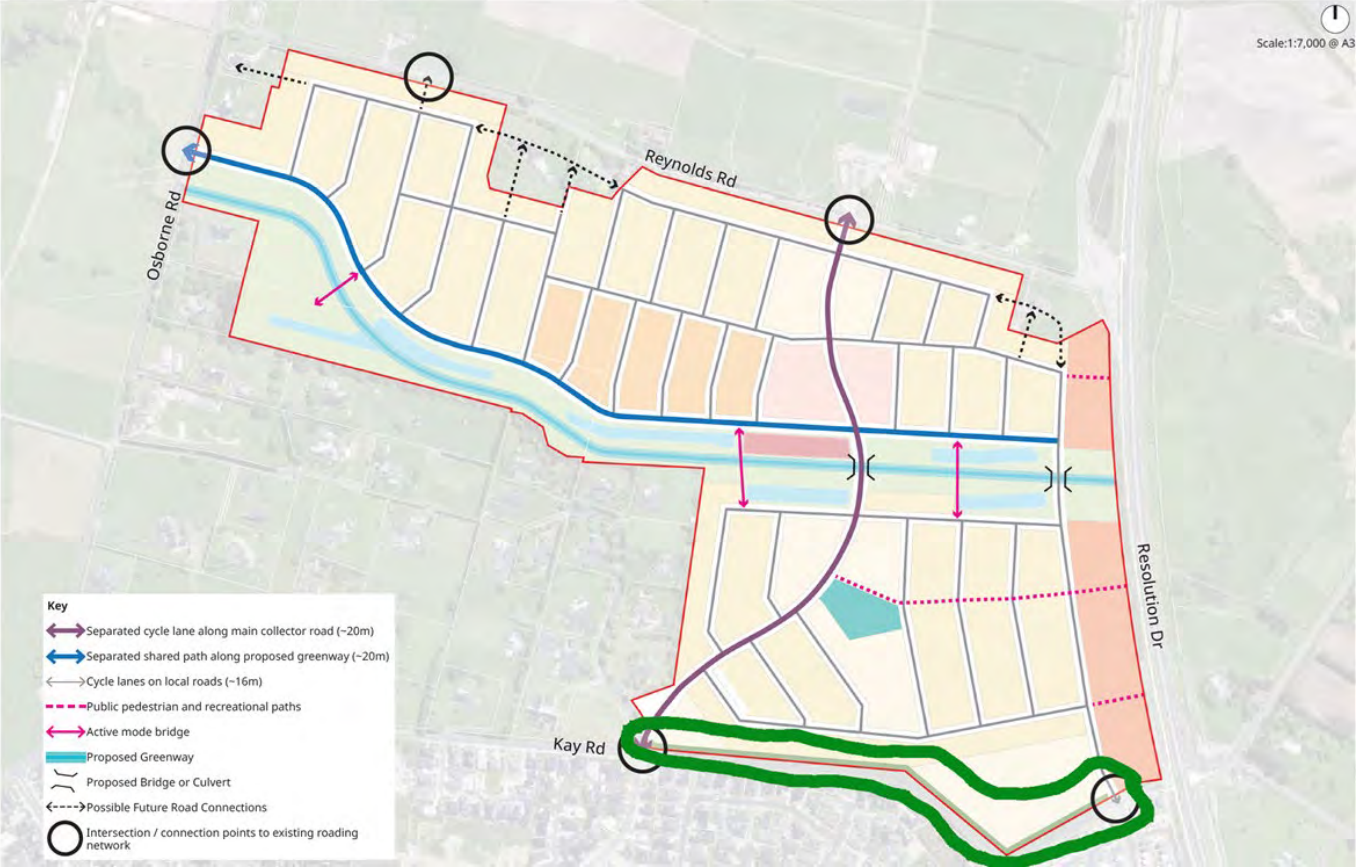 Scale:1:7,000 @ A3
Reynolds Rd
Osborne Rd
Resolution Dr
Kay Rd
Key
Separated cycle lane along main collector road (~20m)
Separated shared path along proposed greenway (~20m)
Cycle lanes on local roads (~16m)
Public pedestrian and recreational paths
Active mode bridge
Proposed Greenway
Proposed Bridge or Culvert
Possible Future Road Connections
Intersection / connection points to existing roading
network